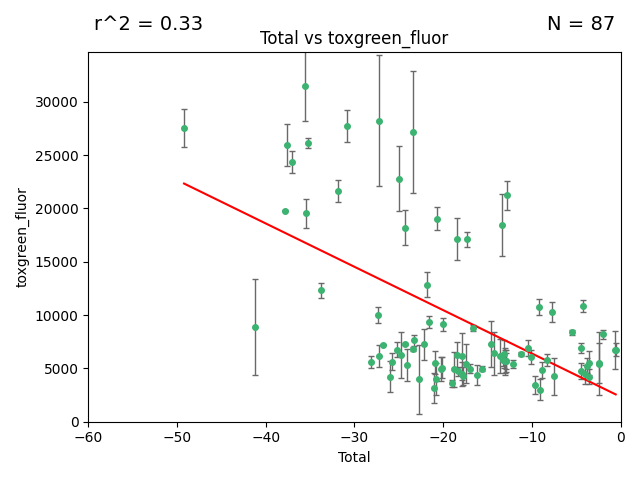 r^2 = 0.33
N = 87
Total vs toxgreen_fluor
toxgreen_fluor
30000
25000
20000
15000
10000
5000
0
−60
−50
−40
−30
−20
−10
0
Total